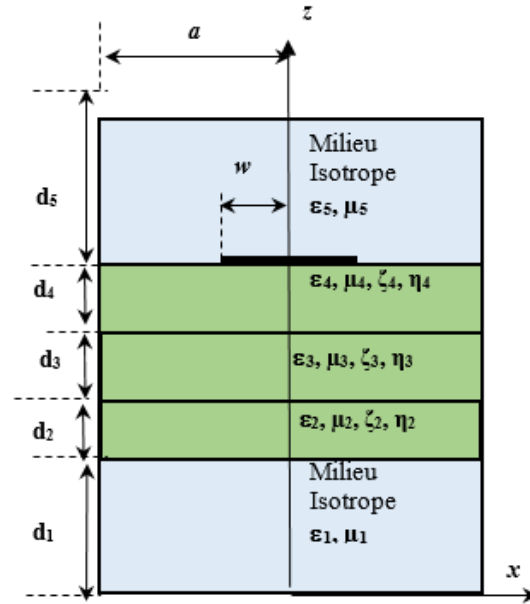 z
a
Milieu
Isotrope
w
ε₅, μ₅
d₅
ε₄, μ₄, ζ₄, η₄
d₄
d₃
ε₃, μ₃, ζ₃, η₃
d₂
ε₂, μ₂, ζ₂, η₂
Milieu
Isotrope
d₁
ε₁, μ₁
x